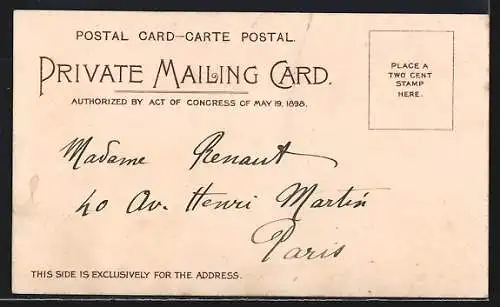 POSTAL CARD—CARTE POSTAL.
PRIVATE MAILING CARD.
AUTHORIZED BY ACT OF CONGRESS OF MAY 19, 1898.
PLACE A
TWO CENT
STAMP
HERE.
Madame Renaut
40 Av. Henri Martin
Paris
THIS SIDE IS EXCLUSIVELY FOR THE ADDRESS.